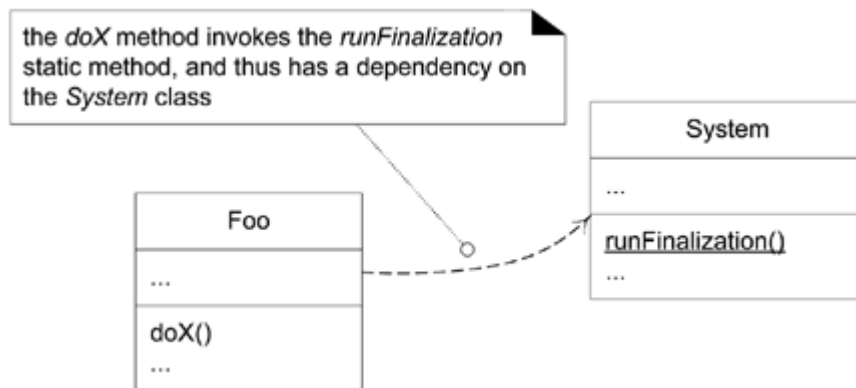 the doX method invokes the runFinalization
static method, and thus has a dependency on
the System class
System
...
runFinalization()
...
Foo
...
doX()
...